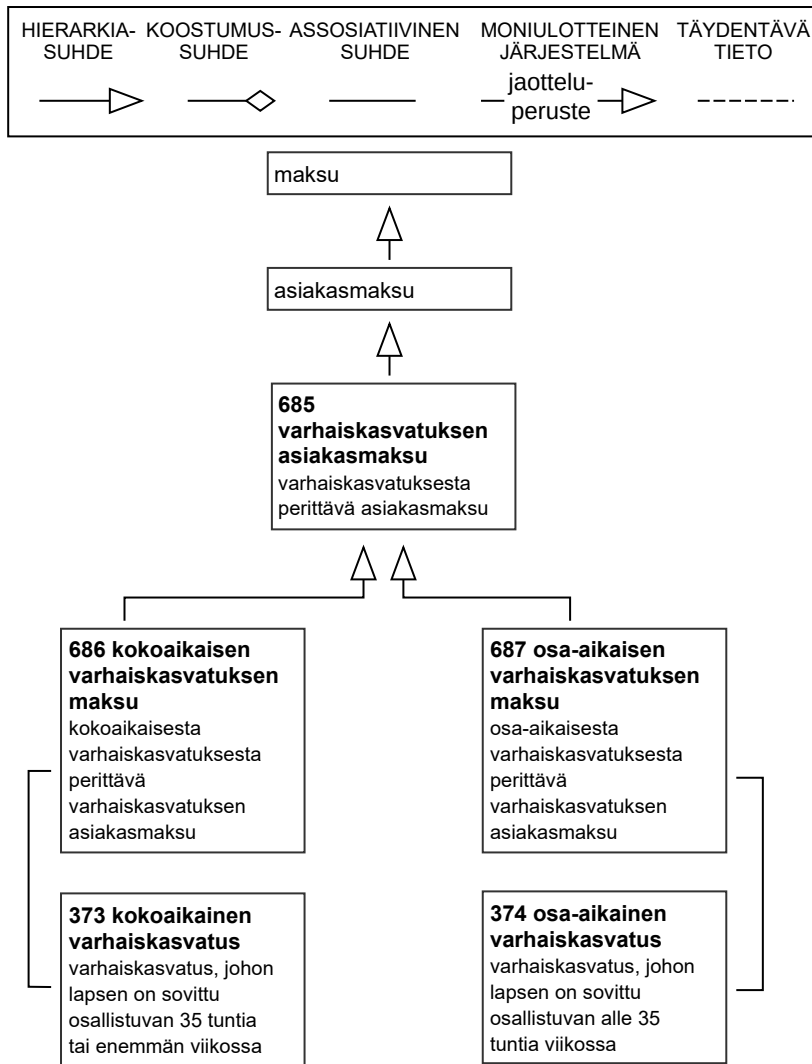 HIERARKIA-
SUHDE
KOOSTUMUS-
SUHDE
ASSOSIATIIVINEN
SUHDE
MONIULOTTEINEN
JÄRJESTELMÄ
jaottelu-
peruste
TÄYDENTÄVÄ
TIETO
maksu
asiakasmaksu
685
varhaiskasvatuksen
asiakasmaksu
varhaiskasvatuksesta
perittävä asiakasmaksu
686 kokoaikaisen
varhaiskasvatuksen
maksu
kokoaikaisesta
varhaiskasvatuksesta
perittävä
varhaiskasvatuksen
asiakasmaksu
687 osa-aikaisen
varhaiskasvatuksen
maksu
osa-aikaisesta
varhaiskasvatuksesta
perittävä
varhaiskasvatuksen
asiakasmaksu
373 kokoaikainen
varhaiskasvatus
varhaiskasvatus, johon
lapsen on sovittu
osallistuvan 35 tuntia
tai enemmän viikossa
374 osa-aikainen
varhaiskasvatus
varhaiskasvatus, johon
lapsen on sovittu
osallistuvan alle 35
tuntia viikossa